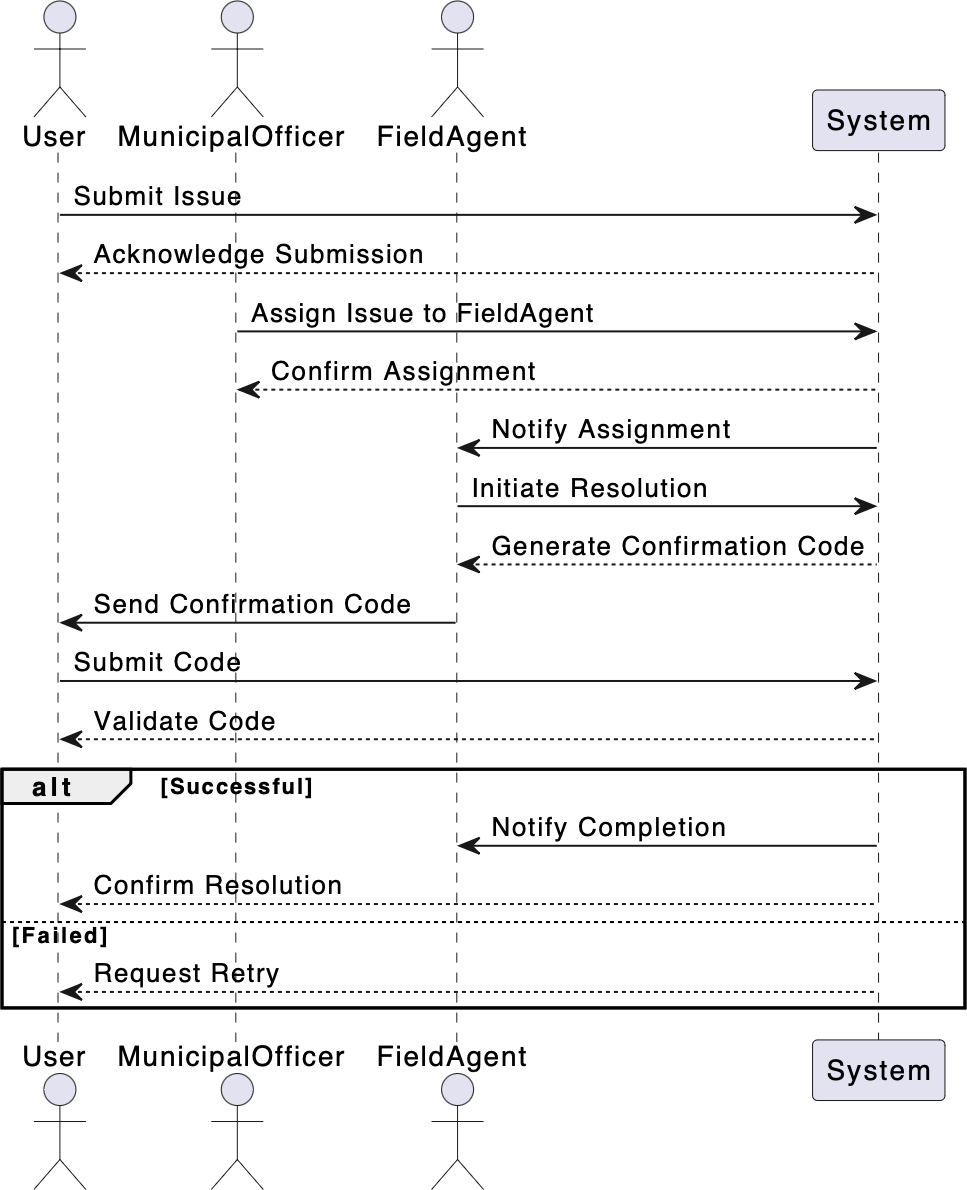 User MunicipalOfficer FieldAgent System
Submit Issue
Acknowledge Submission
Assign Issue to FieldAgent
Confirm Assignment
Notify Assignment
Initiate Resolution
Generate Confirmation Code
Send Confirmation Code
Submit Code
Validate Code
alt [Successful]
Notify Completion
Confirm Resolution
[Failed]
Request Retry
User MunicipalOfficer FieldAgent System